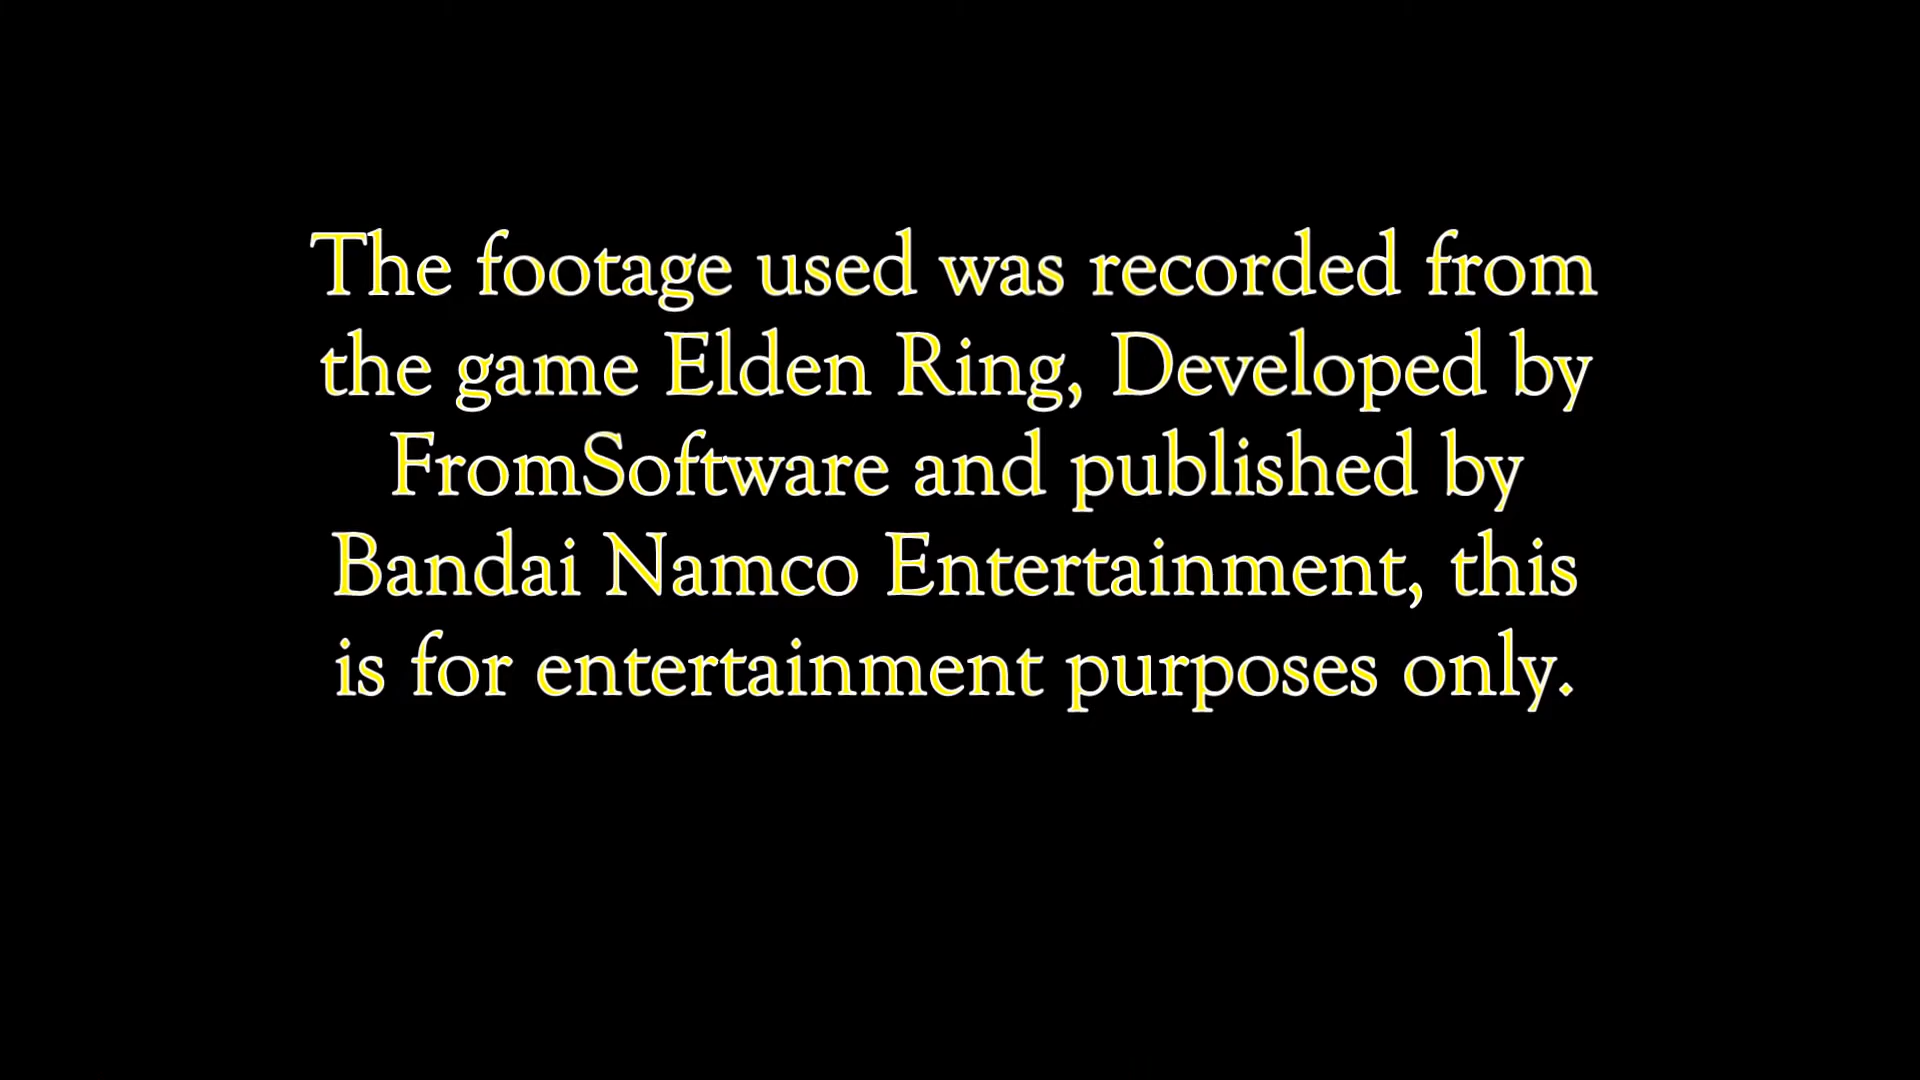 The footage used was recorded from
the game Elden Ring, Developed by
FromSoftware and published by
Bandai Namco Entertainment, this
is for entertainment purposes only.